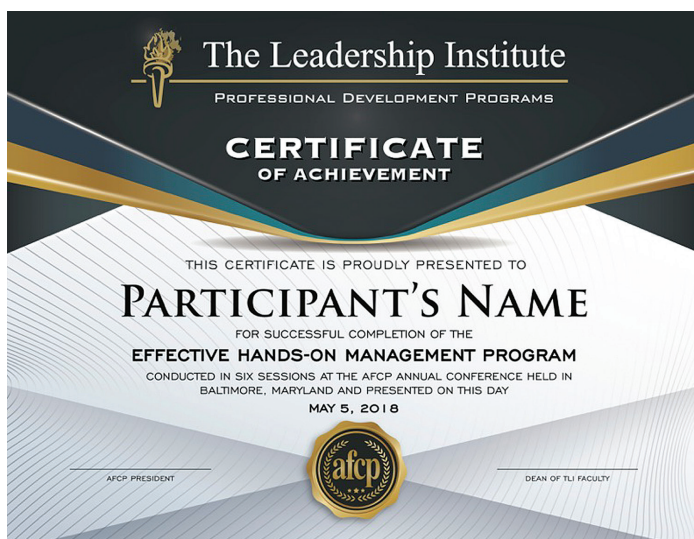 The Leadership Institute
PROFESSIONAL DEVELOPMENT PROGRAMS
CERTIFICATE
OF ACHIEVEMENT
THIS CERTIFICATE IS PROUDLY PRESENTED TO
PARTICIPANT'S NAME
FOR SUCCESSFUL COMPLETION OF THE
EFFECTIVE HANDS-ON MANAGEMENT PROGRAM
CONDUCTED IN SIX SESSIONS AT THE AFCP ANNUAL CONFERENCE HELD IN
BALTIMORE, MARYLAND AND PRESENTED ON THIS DAY
MAY 5, 2018
afcp
AFCP PRESIDENT
DEAN OF TLI FACULTY